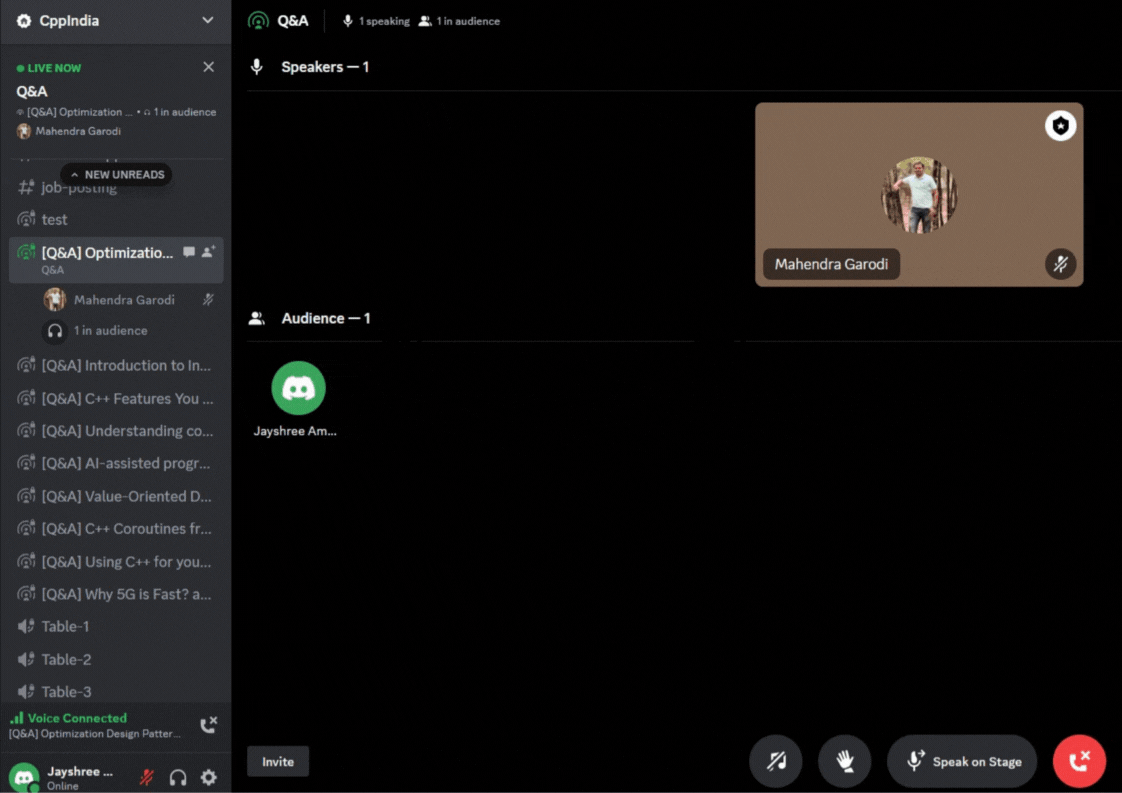 CppIndia
LIVE NOW
Q&A
[Q&A] Optimization ... • 1 in audience
Mahendra Garodi
NEW UNREADS
job-posting
test
[Q&A] Optimizatio...
Q&A
Mahendra Garodi
1 in audience
[Q&A] Introduction to In...
[Q&A] C++ Features You ...
[Q&A] Understanding co...
[Q&A] AI-assisted progr...
[Q&A] Value-Oriented D...
[Q&A] C++ Coroutines fr...
[Q&A] Using C++ for you...
[Q&A] Why 5G is Fast? a...
Table-1
Table-2
Table-3
Voice Connected
[Q&A] Optimization Design Patter...
Jayshree ...
Online
Q&A
1 speaking
1 in audience
Speakers — 1
Mahendra Garodi
Audience — 1
Jayshree Am...
Invite
Speak on Stage